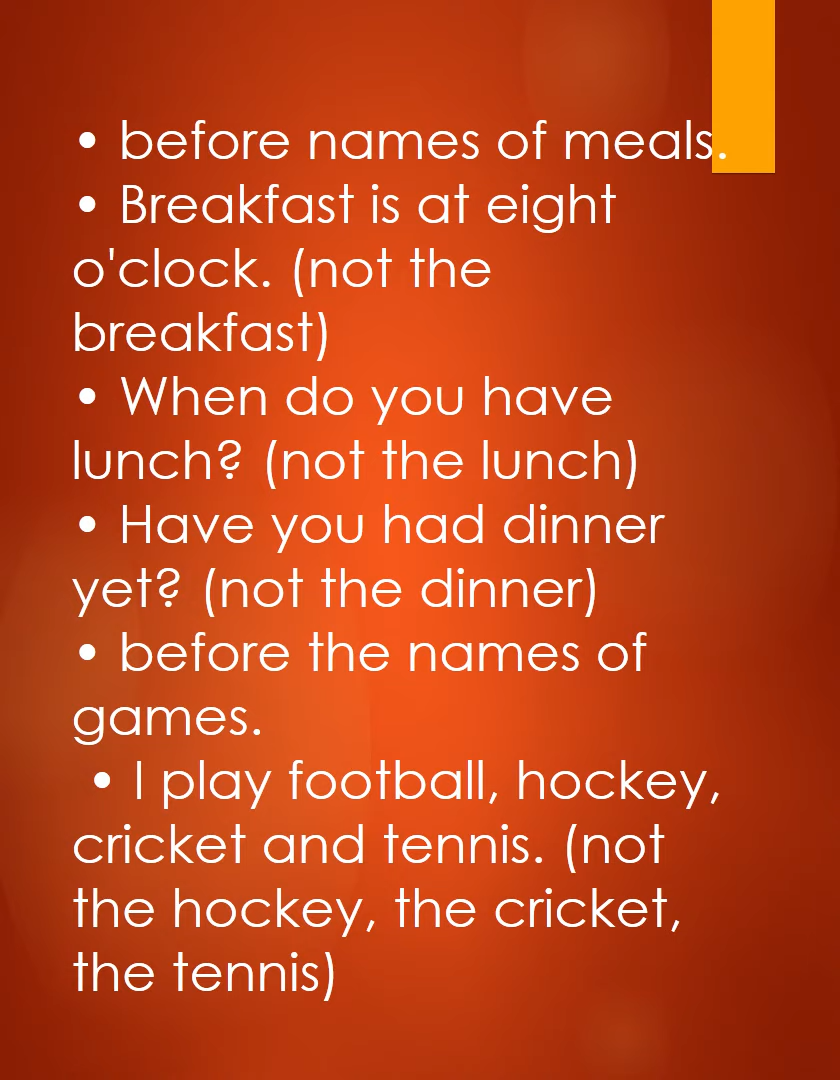 • before names of meals.
• Breakfast is at eight
o'clock. (not the
breakfast)
• When do you have
lunch? (not the lunch)
• Have you had dinner
yet? (not the dinner)
• before the names of
games.
• I play football, hockey,
cricket and tennis. (not
the hockey, the cricket,
the tennis)